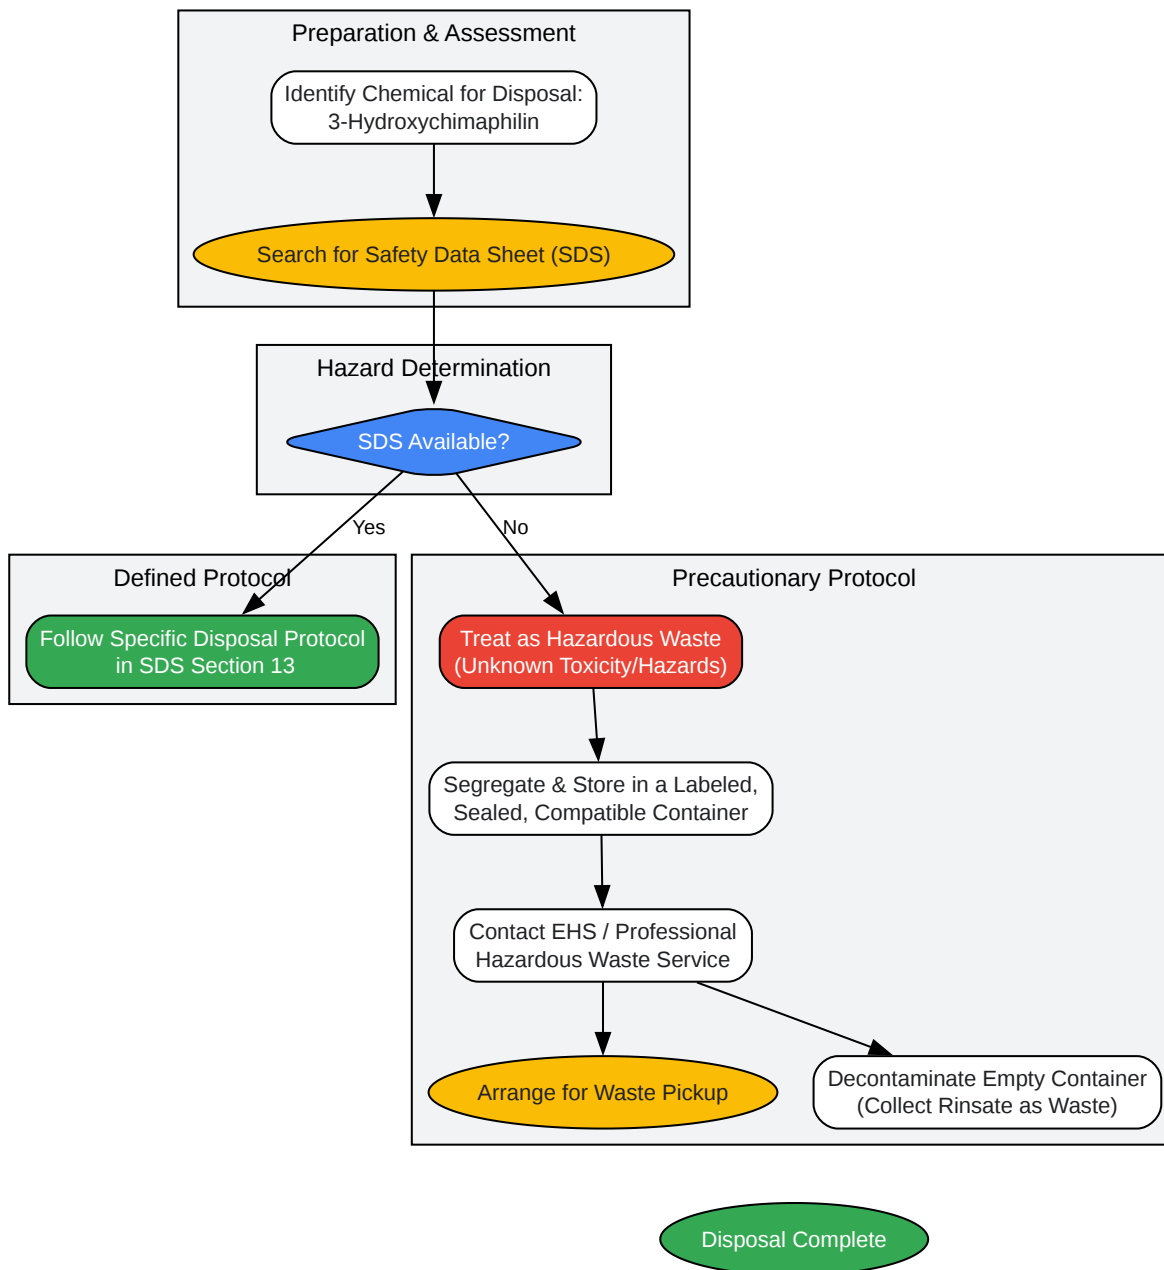 Preparation & Assessment
Identify Chemical for Disposal:
3-Hydroxychimaphilin
Search for Safety Data Sheet (SDS)
Hazard Determination
SDS Available?
Yes
No
Defined Protocol
Follow Specific Disposal Protocol
in SDS Section 13
Precautionary Protocol
Treat as Hazardous Waste
(Unknown Toxicity/Hazards)
Segregate & Store in a Labeled,
Sealed, Compatible Container
Contact EHS / Professional
Hazardous Waste Service
Arrange for Waste Pickup
Decontaminate Empty Container
(Collect Rinsate as Waste)
Disposal Complete